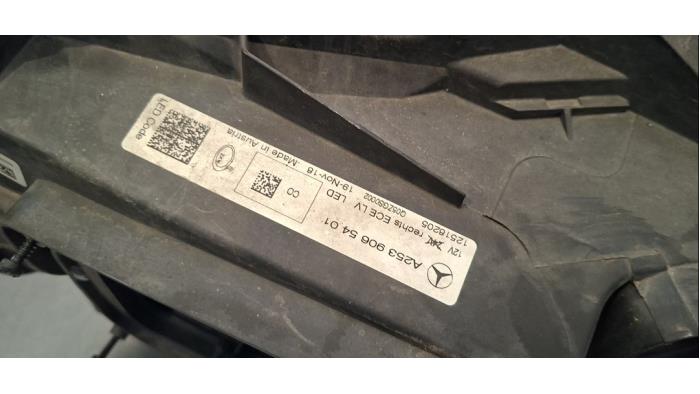 A253 906 54 01
12V rechts ECE LV LED 19-Nov-18 Made in Austria
12516205
CO
LED Code